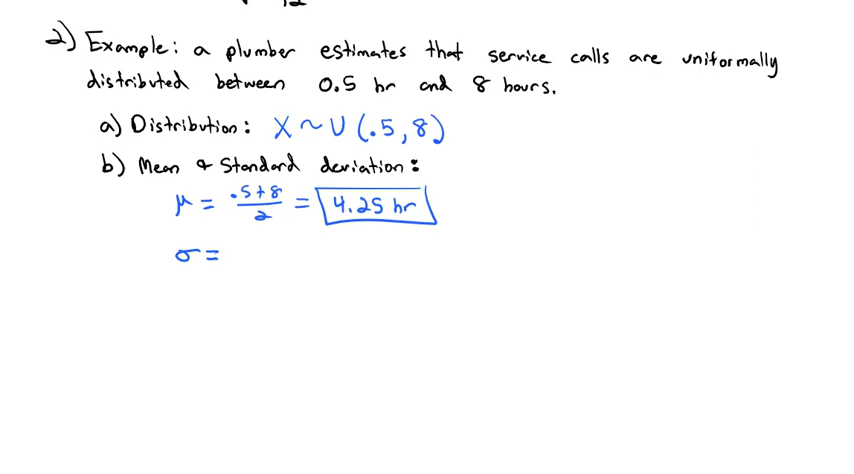 12
2) Example: a plumber estimates that service calls are uniformally
distributed between 0.5 hr and 8 hours.
a) Distribution: X ~ U (.5, 8)
b) Mean & Standard deviation:
μ = .5+8/2 = 4.25 hr
σ =